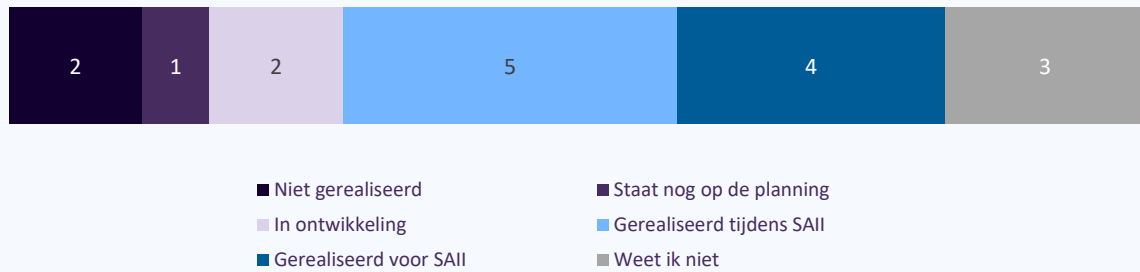 2 1 2 5 4 3
Niet gerealiseerd Staat nog op de planning
In ontwikkeling Gerealiseerd tijdens SAII
Gerealiseerd voor SAII Weet ik niet